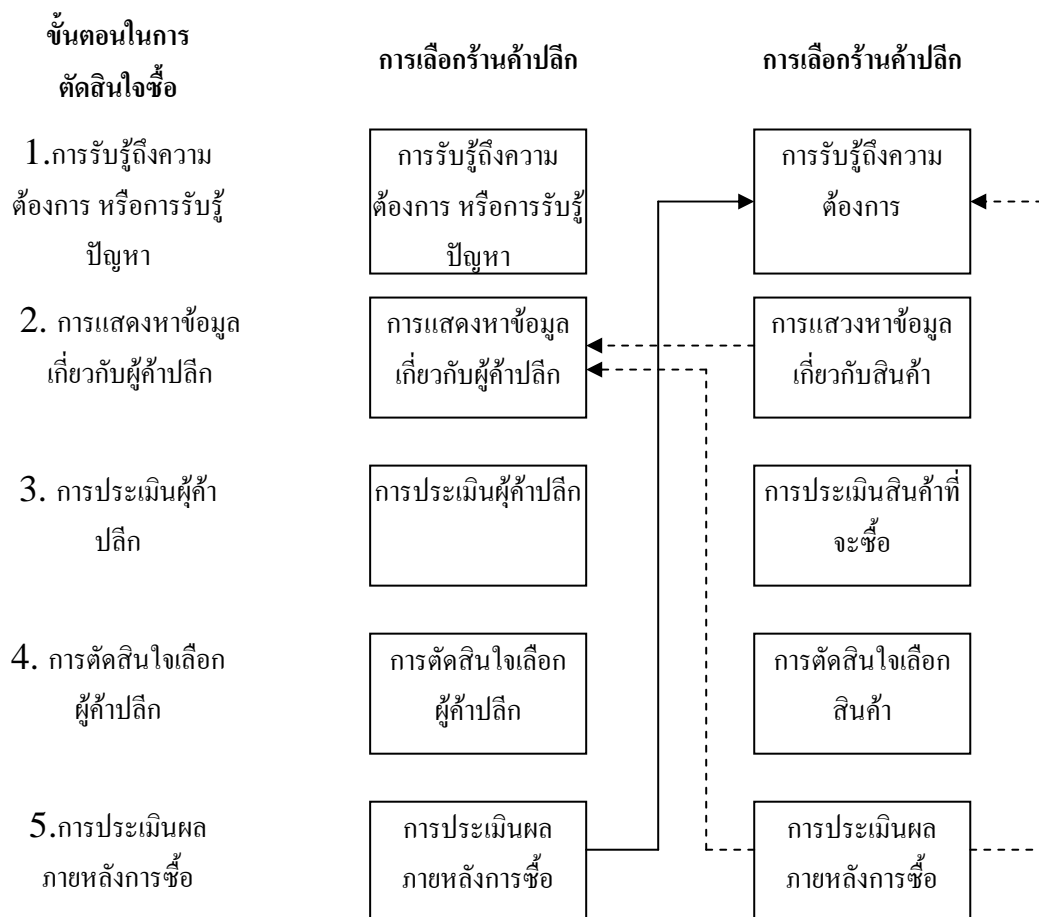 ขั้นตอนในการ
ตัดสินใจซื้อ
การเลือกร้านค้าปลีก
การเลือกร้านค้าปลีก
1.การรับรู้ถึงความ
ต้องการ หรือการรับรู้
ปัญหา
การรับรู้ถึงความ
ต้องการ หรือการรับรู้
ปัญหา
การรับรู้ถึงความ
ต้องการ
2. การแสดงหาข้อมูล
เกี่ยวกับผู้ค้าปลีก
การแสดงหาข้อมูล
เกี่ยวกับผู้ค้าปลีก
การแสวงหาข้อมูล
เกี่ยวกับสินค้า
3. การประเมินผุ้ค้า
ปลีก
การประเมินผุ้ค้าปลีก
การประเมินสินค้าที่
จะซื้อ
4. การตัดสินใจเลือก
ผู้ค้าปลีก
การตัดสินใจเลือก
ผู้ค้าปลีก
การตัดสินใจเลือก
สินค้า
5.การประเมินผล
ภายหลังการซื้อ
การประเมินผล
ภายหลังการซื้อ
การประเมินผล
ภายหลังการซื้อ